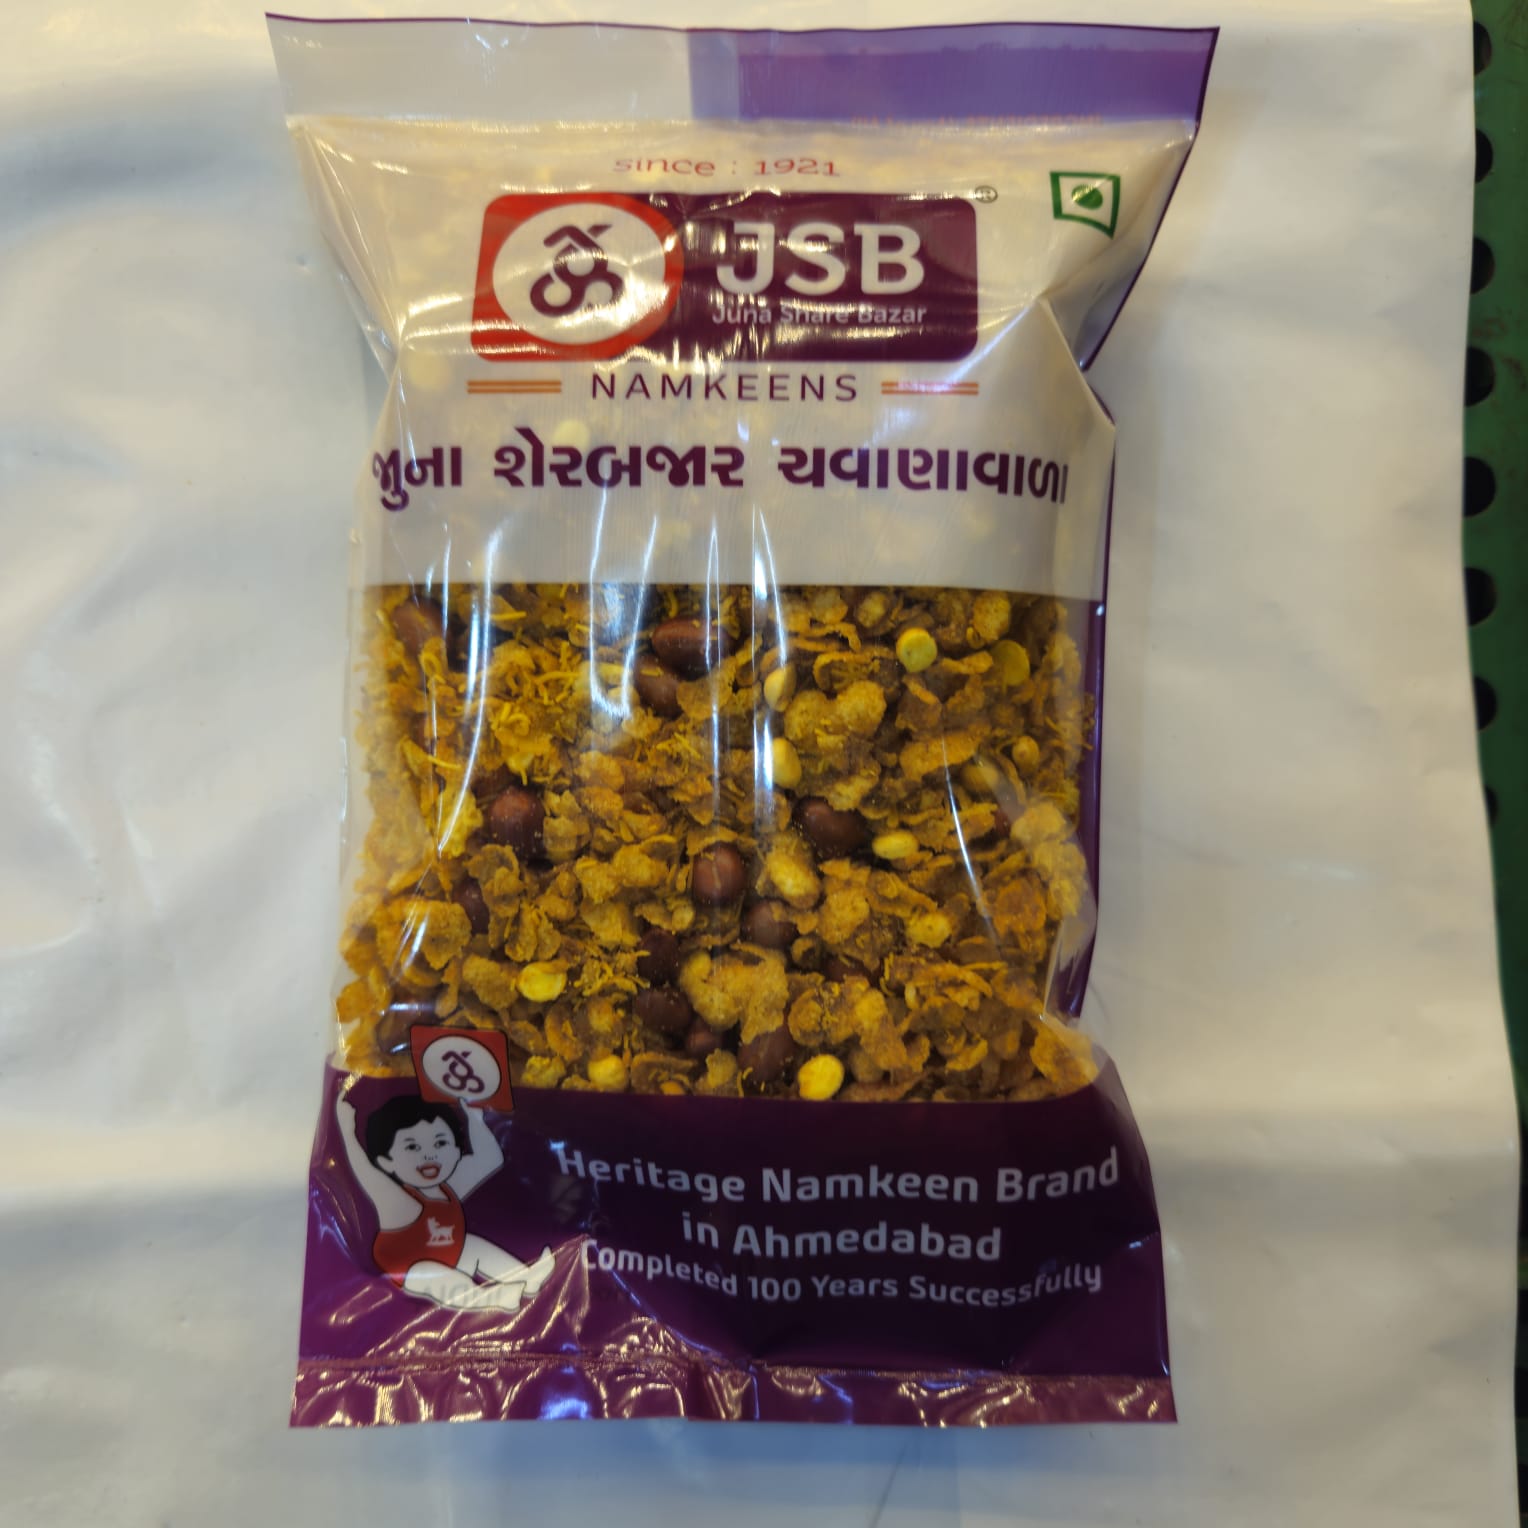 since : 1921
JSB®
Juna Share Bazar
NAMKEENS
જુના શેરબજાર ચવાણાવાળા
Heritage Namkeen Brand
in Ahmedabad
Completed 100 Years Successfully